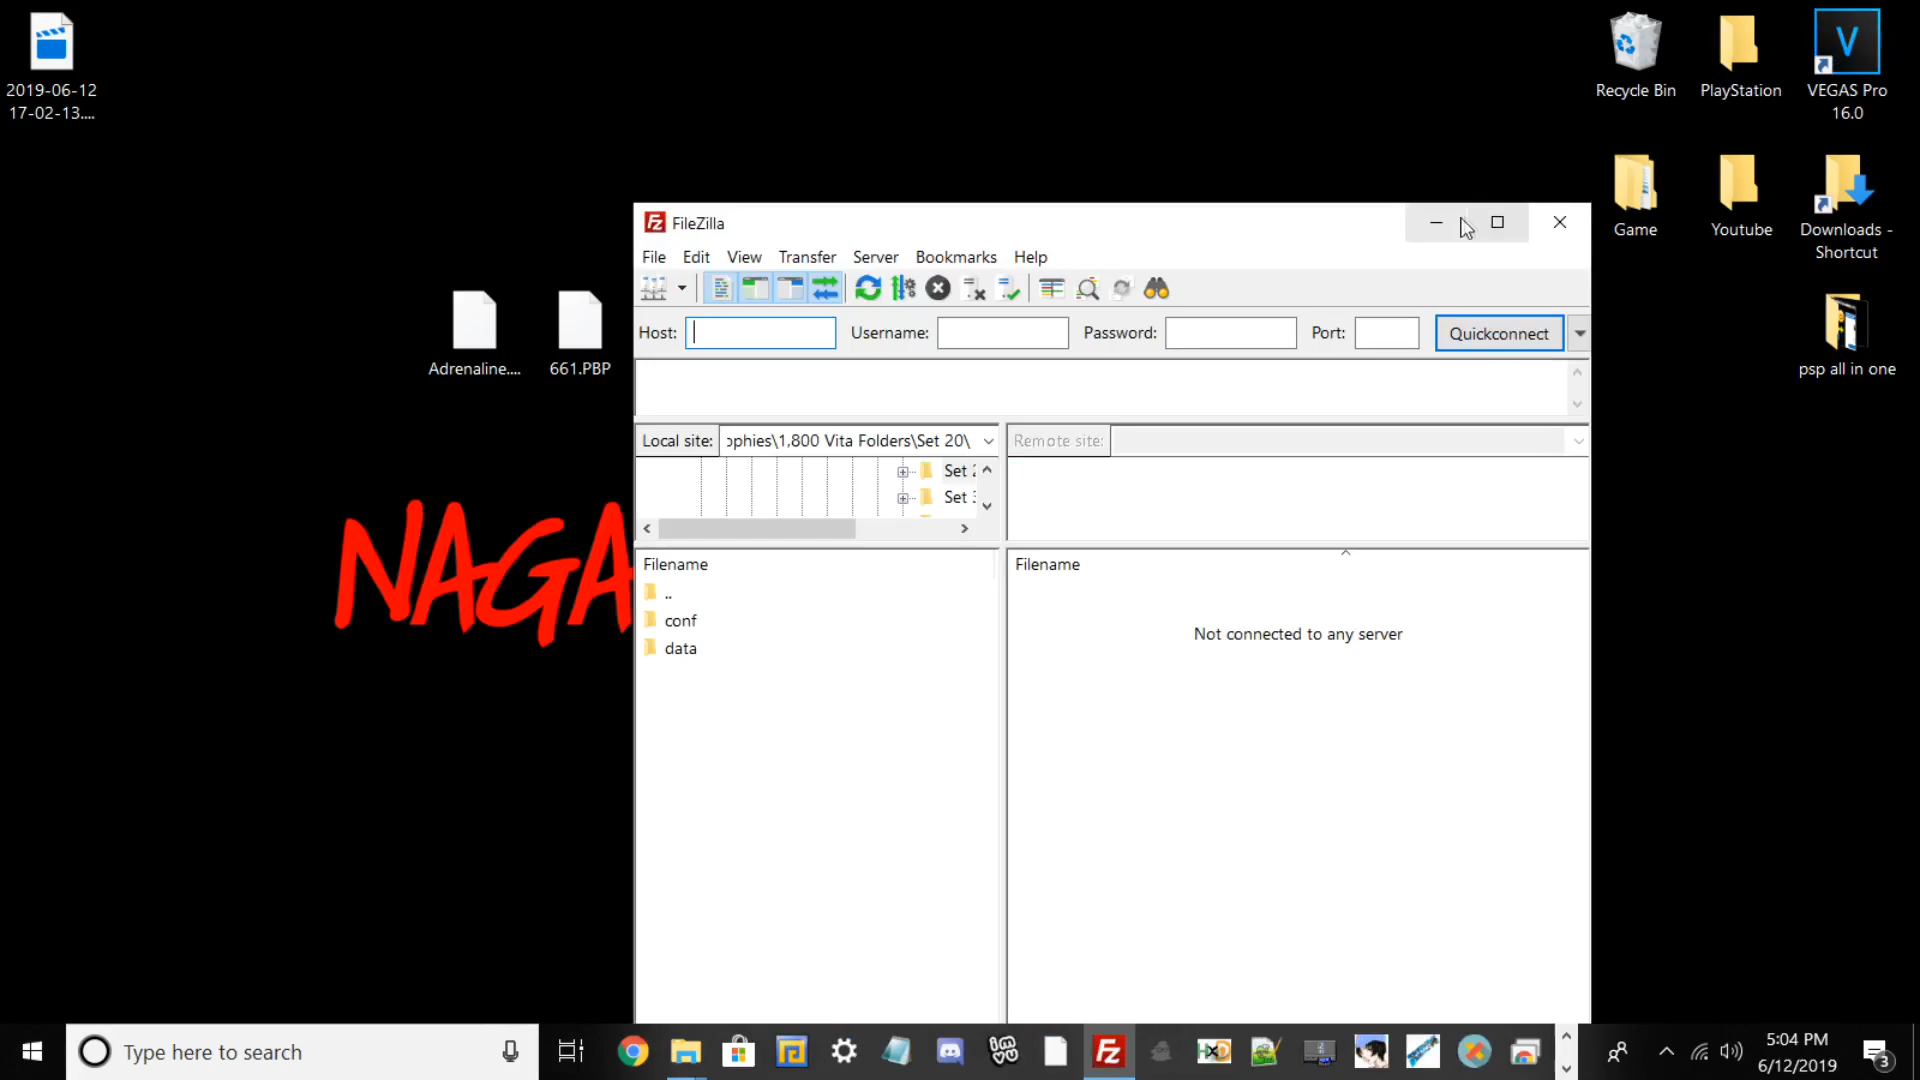 2019-06-12
17-02-13....
Recycle Bin
PlayStation
VEGAS Pro
16.0
Game
Youtube
Downloads -
Shortcut
psp all in one
Adrenaline....
661.PBP
NAGA
FileZilla
File Edit View Transfer Server Bookmarks Help
Host: Username: Password: Port: Quickconnect
Local site: ophies\1,800 Vita Folders\Set 20\
Remote site:
Set
Set
Filename
..
conf
data
Filename
Not connected to any server
Type here to search
5:04 PM
6/12/2019
3